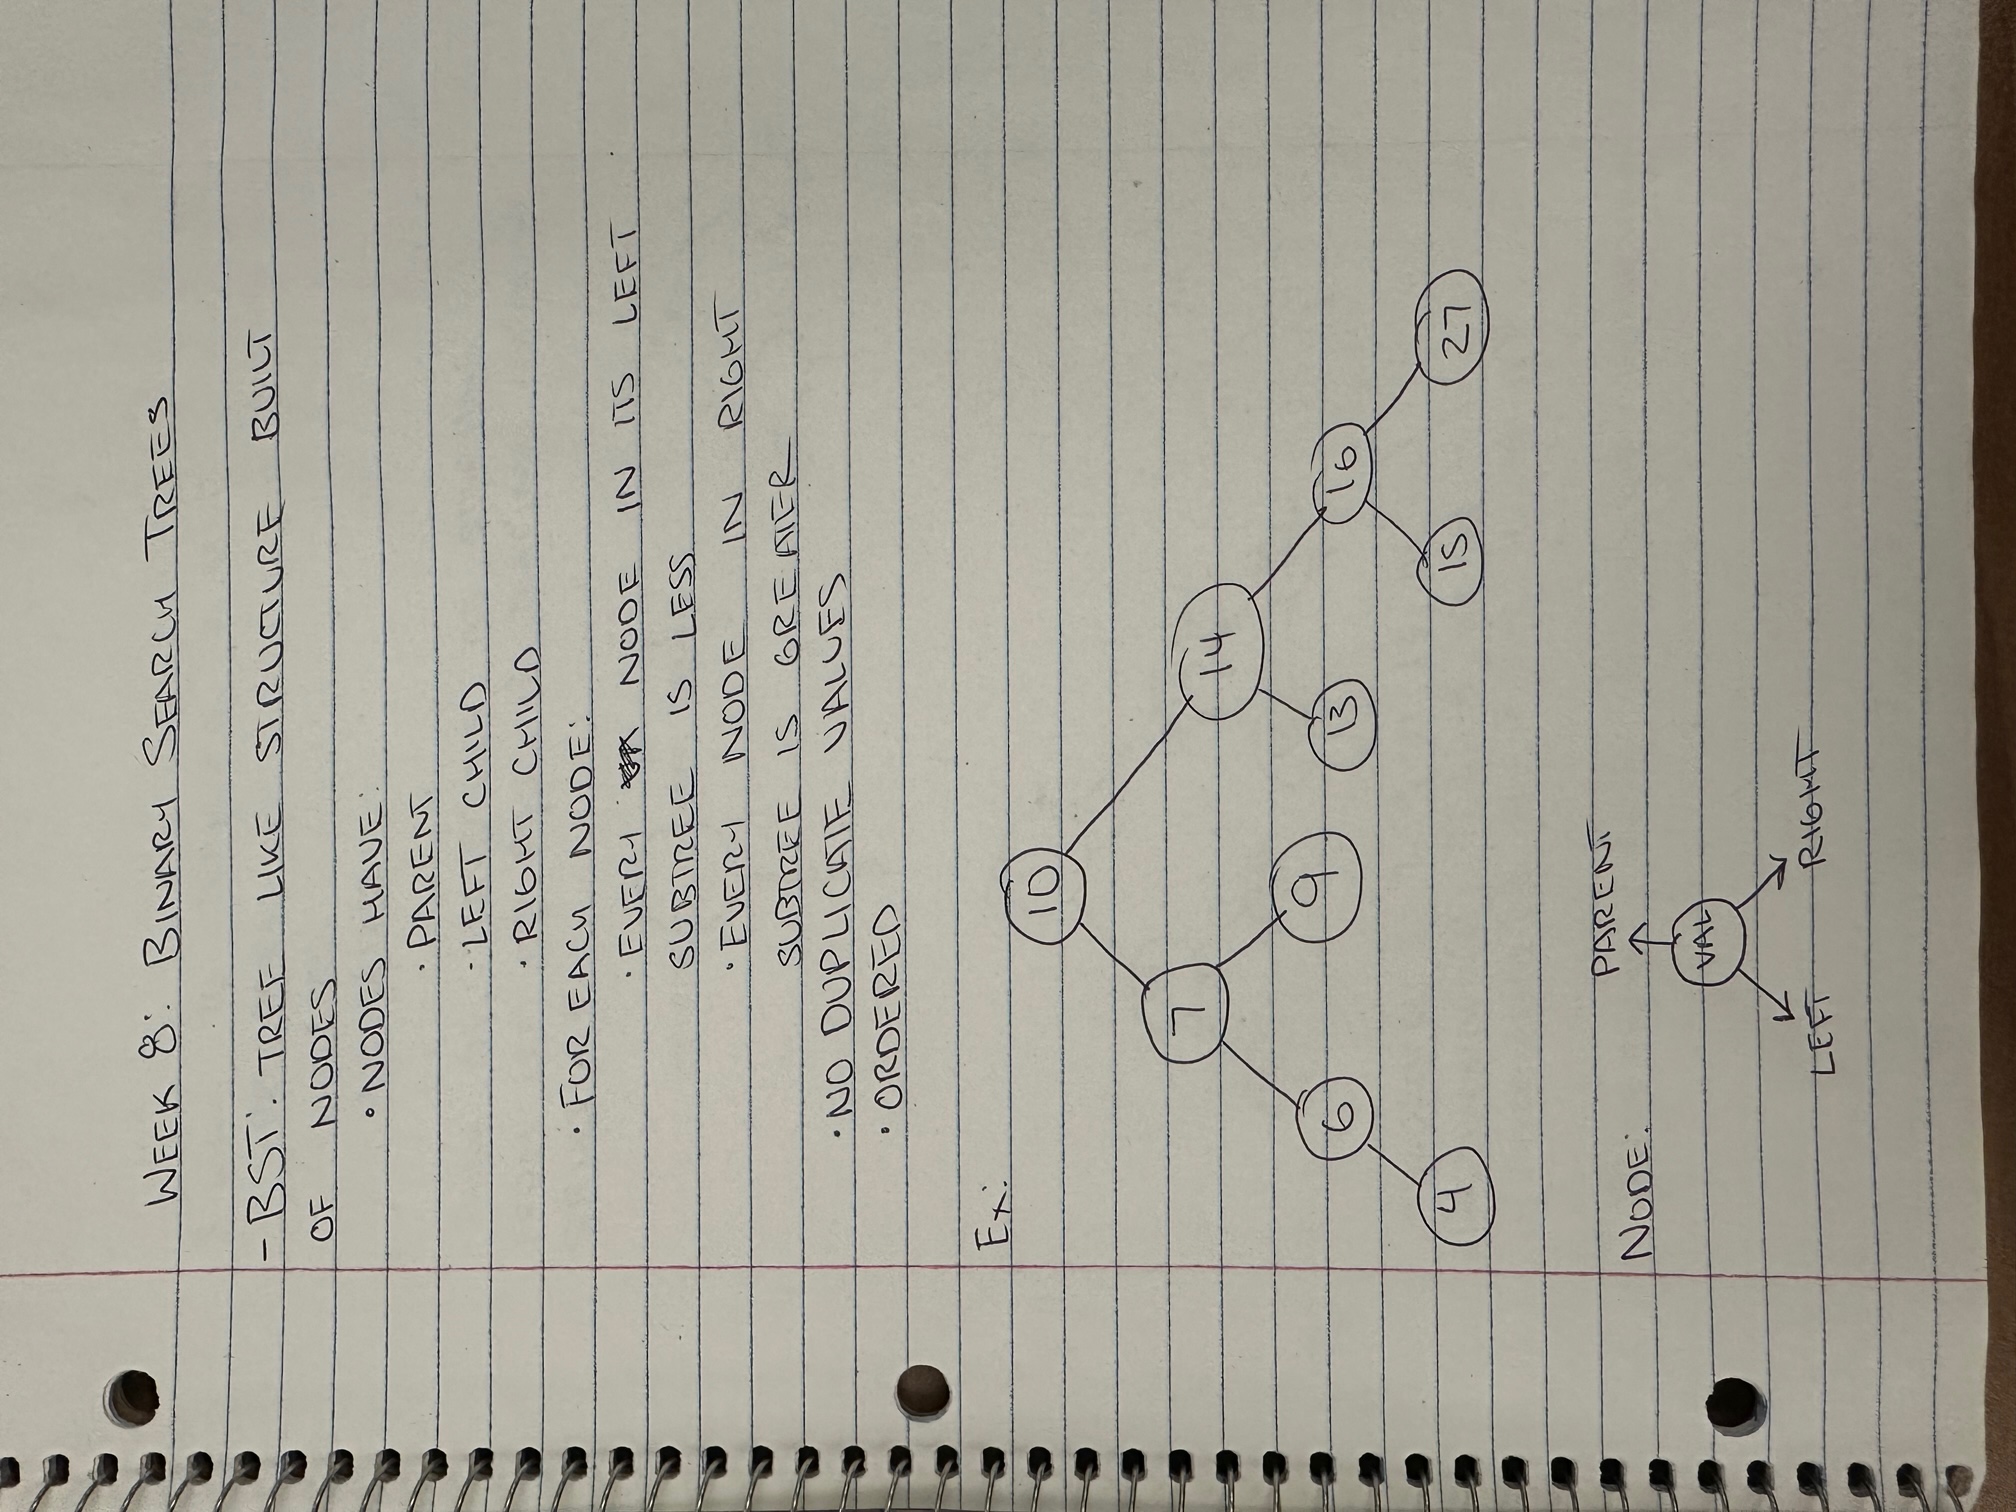 WEEK 8: BINARY SEARCH TREES
- BST: TREE LIKE STRUCTURE BUILT
OF NODES
• NODES HAVE:
• PARENT
- LEFT CHILD
• RIGHT CHILD
• FOR EACH NODE:
• EVERY NODE IN ITS LEFT
SUBTREE IS LESS
• EVERY NODE IN RIGHT
SUBTREE IS GREATER
• NO DUPLICATE VALUES
• ORDERED
Ex:
10
7
14
6 9 13 16
4 15 27
PARENT
NODE:
VAL
LEFT RIGHT